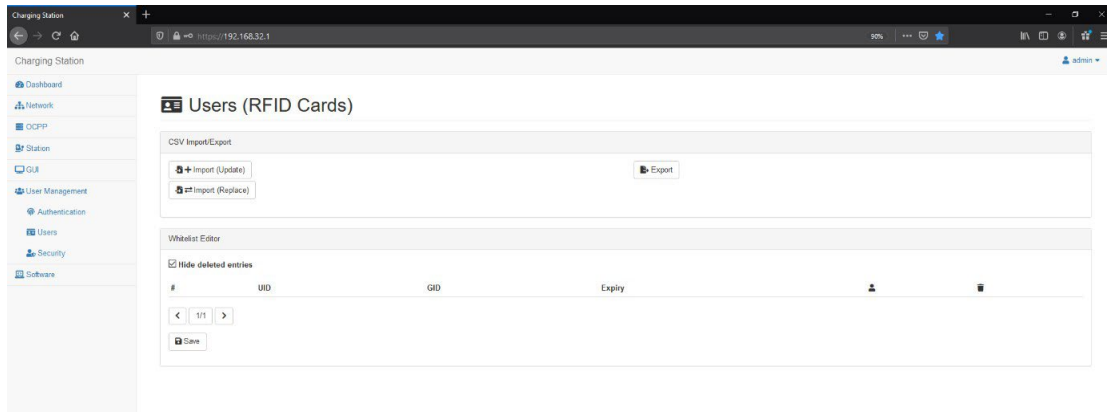 Charging Station
https://192.168.32.1
90%
Charging Station
admin
Dashboard
Network
OCPP
Station
GUI
User Management
Authentication
Users
Security
Software
Users (RFID Cards)
CSV Import/Export
Import (Update)
Export
Import (Replace)
Whitelist Editor
Hide deleted entries
# UID GID Expiry
1/1
Save